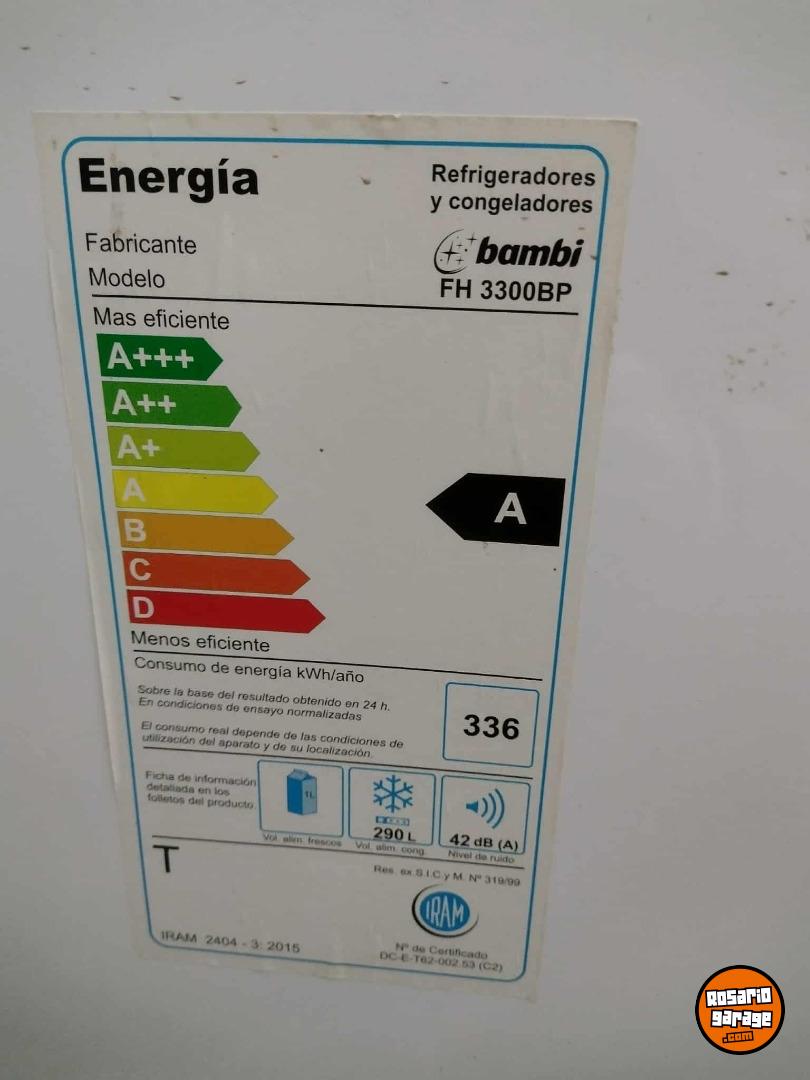 Energía
Refrigeradores
y congeladores
Fabricante
bambi
Modelo
FH 3300BP
Mas eficiente
A+++
A++
A+
A
A
B
C
D
Menos eficiente
Consumo de energía kWh/año
Sobre la base del resultado obtenido en 24 h.
En condiciones de ensayo normalizadas
336
El consumo real depende de las condiciones de
utilización del aparato y de su localización.
Ficha de información
detallada en los
folletos del producto.
1L
Vol. alim. frescos
290 L
Vol. alim. cong.
42 dB (A)
Nivel de ruido
T
Res. ex.S.I.C.y M. Nº 319/99
IRAM
IRAM 2404 - 3: 2015
Nº de Certificado
DC-E-T62-002.53 (C2)
Rosario
garage
.com